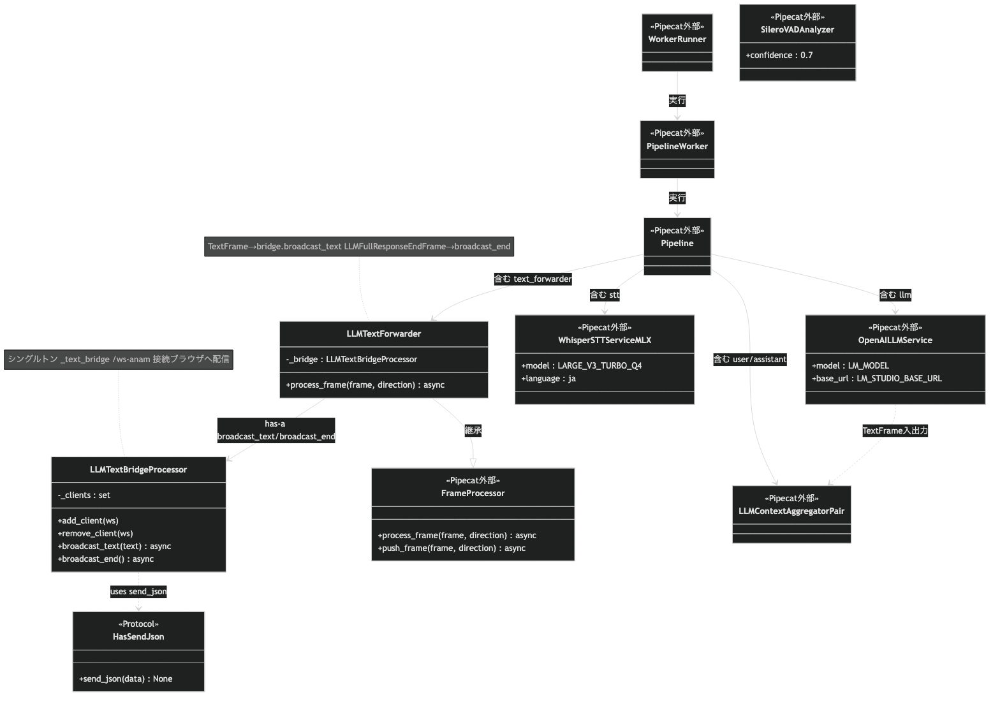 «Pipecat外部»
WorkerRunner
«Pipecat外部»
SileroVADAnalyzer
+confidence : 0.7
実行
«Pipecat外部»
PipelineWorker
実行
«Pipecat外部»
Pipeline
TextFrame→bridge.broadcast_text LLMFullResponseEndFrame→broadcast_end
含む text_forwarder
含む stt
含む llm
含む user/assistant
LLMTextForwarder
-_bridge : LLMTextBridgeProcessor
+process_frame(frame, direction) : async
«Pipecat外部»
WhisperSTTServiceMLX
+model : LARGE_V3_TURBO_Q4
+language : ja
«Pipecat外部»
OpenAILLMService
+model : LM_MODEL
+base_url : LM_STUDIO_BASE_URL
シングルトン _text_bridge /ws-anam 接続ブラウザへ配信
has-a
broadcast_text/broadcast_end
継承
TextFrame入出力
LLMTextBridgeProcessor
-_clients : set
+add_client(ws)
+remove_client(ws)
+broadcast_text(text) : async
+broadcast_end() : async
«Pipecat外部»
FrameProcessor
+process_frame(frame, direction) : async
+push_frame(frame, direction) : async
«Pipecat外部»
LLMContextAggregatorPair
uses send_json
«Protocol»
HasSendJson
+send_json(data) : None